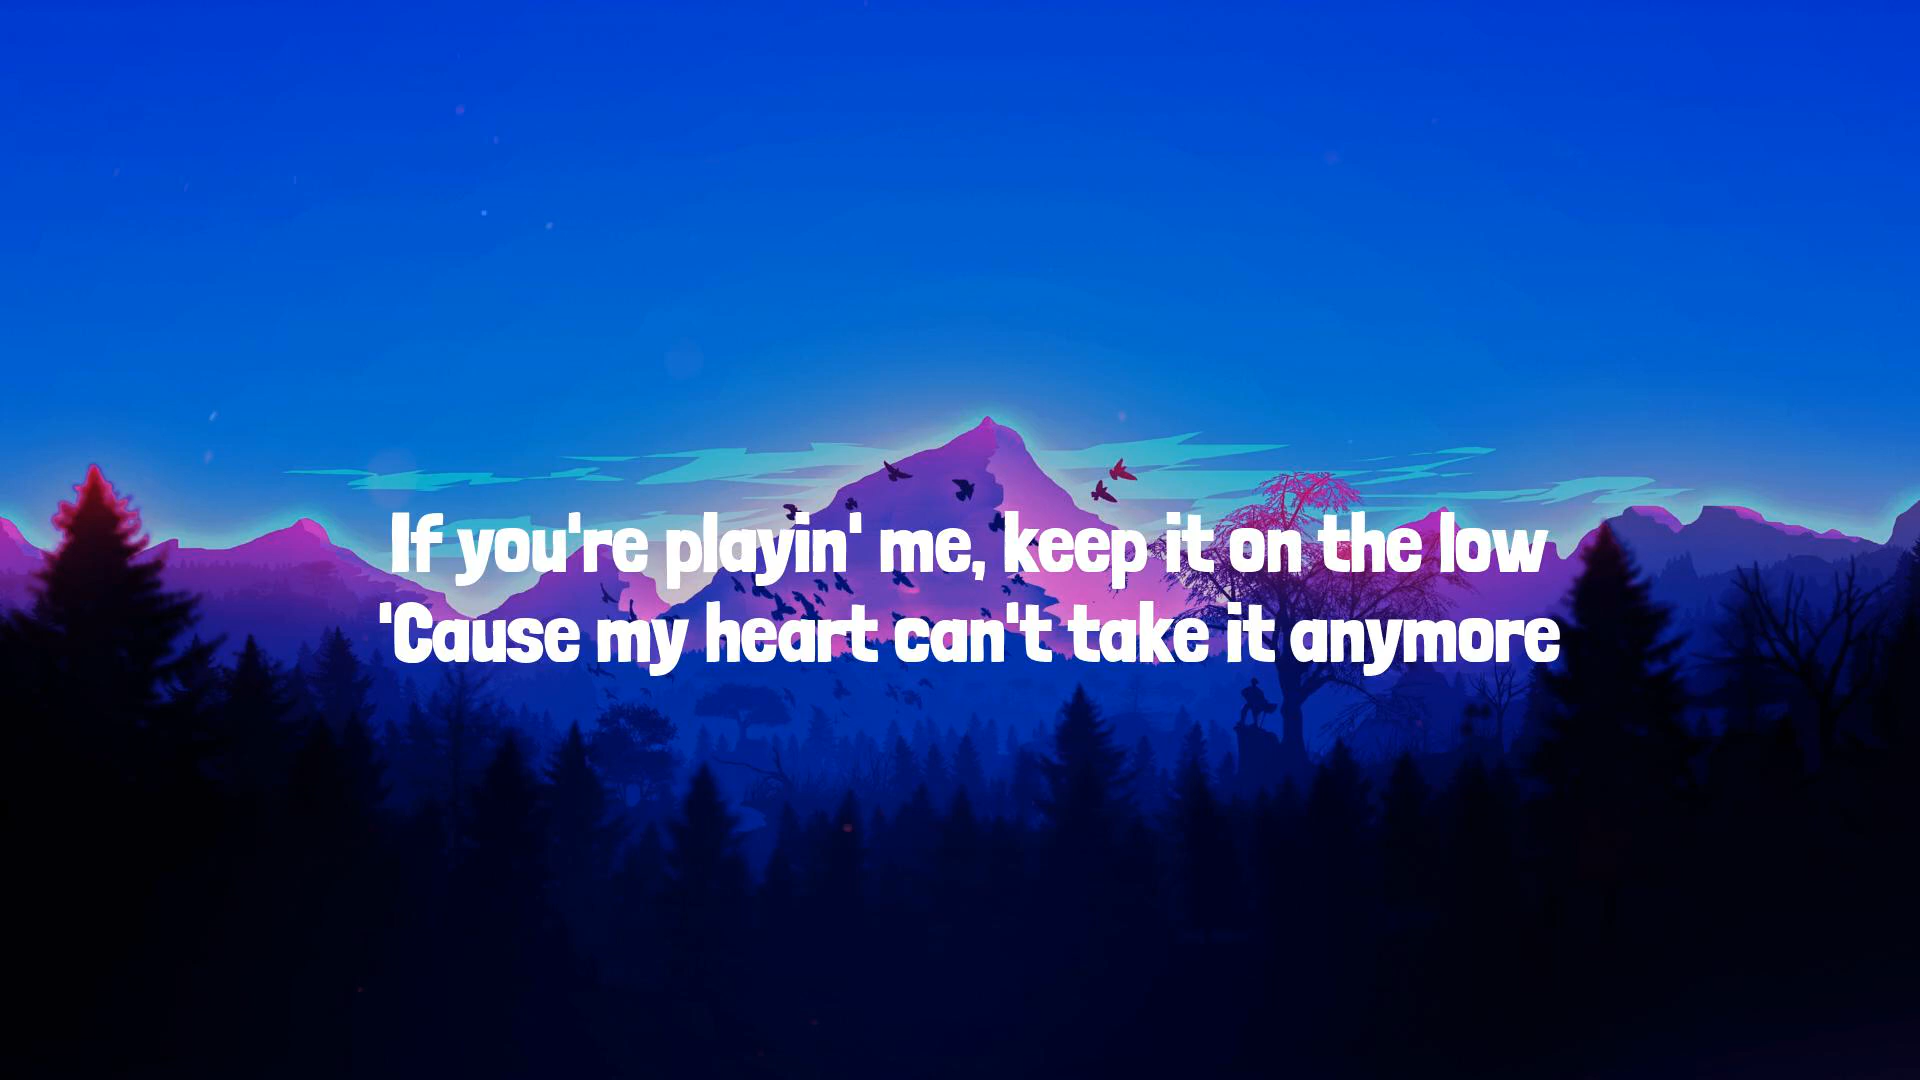 If you're playin' me, keep it on the low
'Cause my heart can't take it anymore